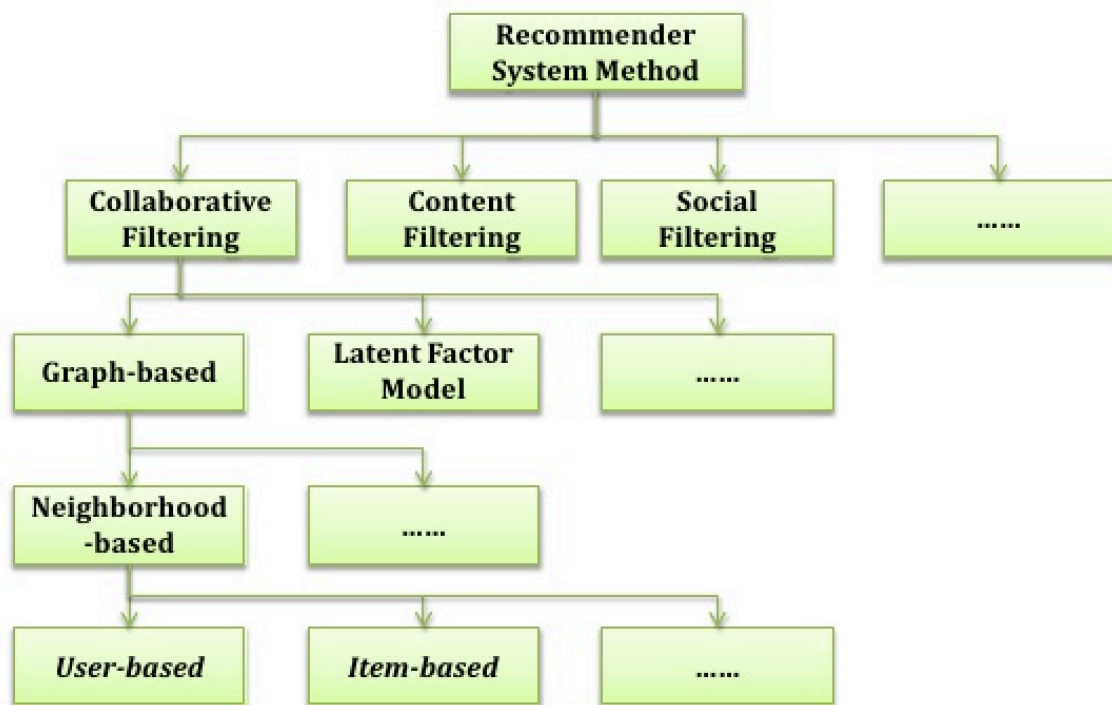 Recommender
System Method
Collaborative
Filtering
Content
Filtering
Social
Filtering
......
Graph-based
Latent Factor
Model
......
Neighborhood
-based
......
User-based
Item-based
......